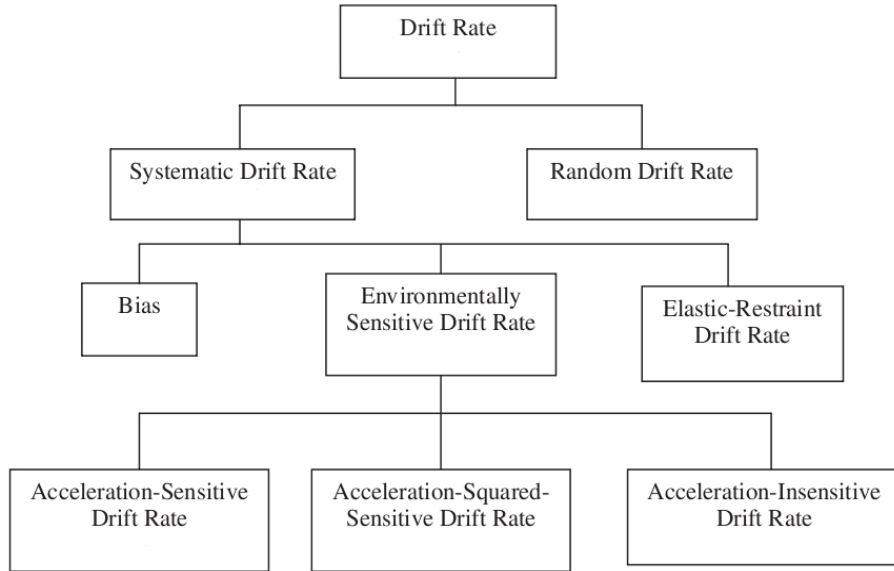 Drift Rate
Systematic Drift Rate
Random Drift Rate
Bias
Environmentally
Sensitive Drift Rate
Elastic-Restraint
Drift Rate
Acceleration-Sensitive
Drift Rate
Acceleration-Squared-
Sensitive Drift Rate
Acceleration-Insensitive
Drift Rate